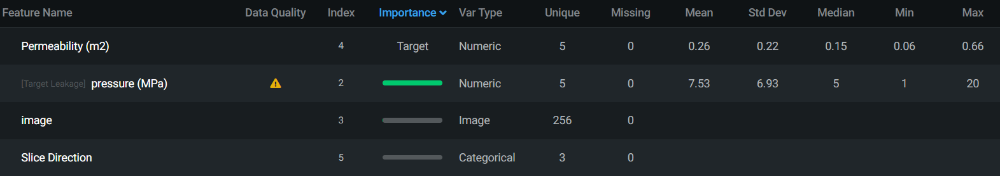 Feature Name Data Quality Index Importance Var Type Unique Missing Mean Std Dev Median Min Max
Permeability (m2) 4 Target Numeric 5 0 0.26 0.22 0.15 0.06 0.66
[Target Leakage] pressure (MPa) 2 Numeric 5 0 7.53 6.93 5 1 20
image 3 Image 256 0
Slice Direction 5 Categorical 3 0